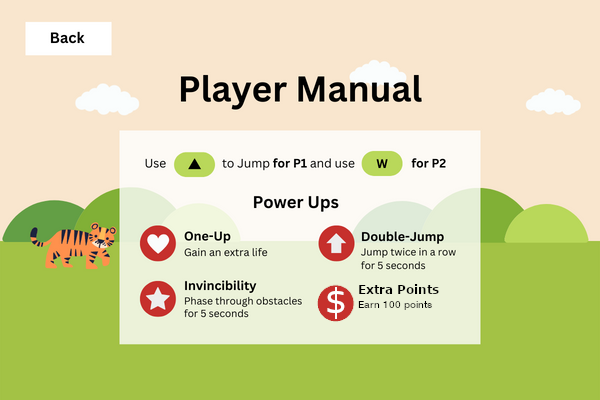 Back
Player Manual
Use ▲ to Jump for P1 and use W for P2
Power Ups
One-Up
Gain an extra life
Double-Jump
Jump twice in a row
for 5 seconds
Invincibility
Phase through obstacles
for 5 seconds
$
Extra Points
Earn 100 points